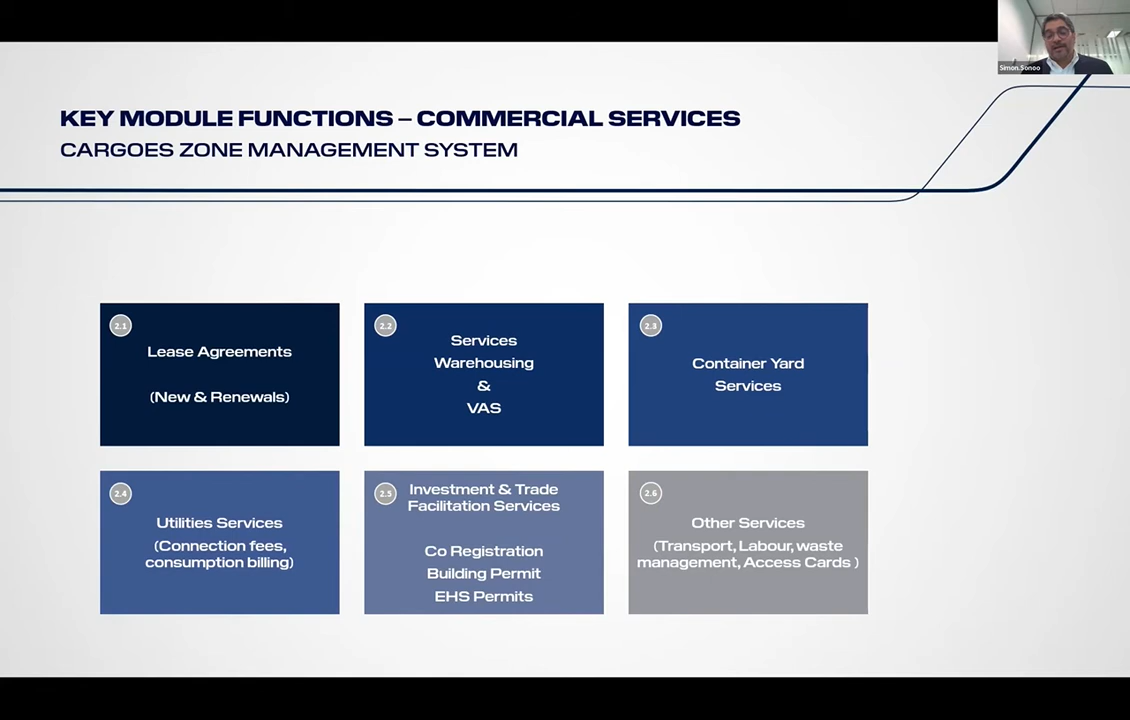 Simon.Sonoo
KEY MODULE FUNCTIONS – COMMERCIAL SERVICES
CARGOES ZONE MANAGEMENT SYSTEM
2.1
Lease Agreements
(New & Renewals)
2.2
Services
Warehousing
&
VAS
2.3
Container Yard
Services
2.4
Utilities Services
(Connection fees,
consumption billing)
2.5
Investment & Trade
Facilitation Services
Co Registration
Building Permit
EHS Permits
2.6
Other Services
(Transport, Labour, waste
management, Access Cards )